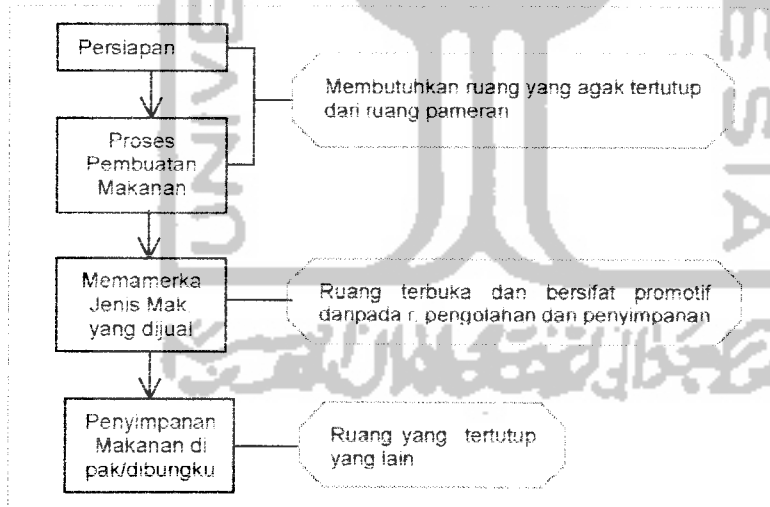 Persiapan
Membutuhkan ruang yang agak tertutup
dari ruang pameran
Proses
Pembuatan
Makanan
Memamerka
Jenis Mak
yang dijual
Ruang terbuka dan bersifat promotif
daripada r. pengolahan dan penyimpanan
Penyimpanan
Makanan di
pak/dibungku
Ruang yang tertutup
yang lain